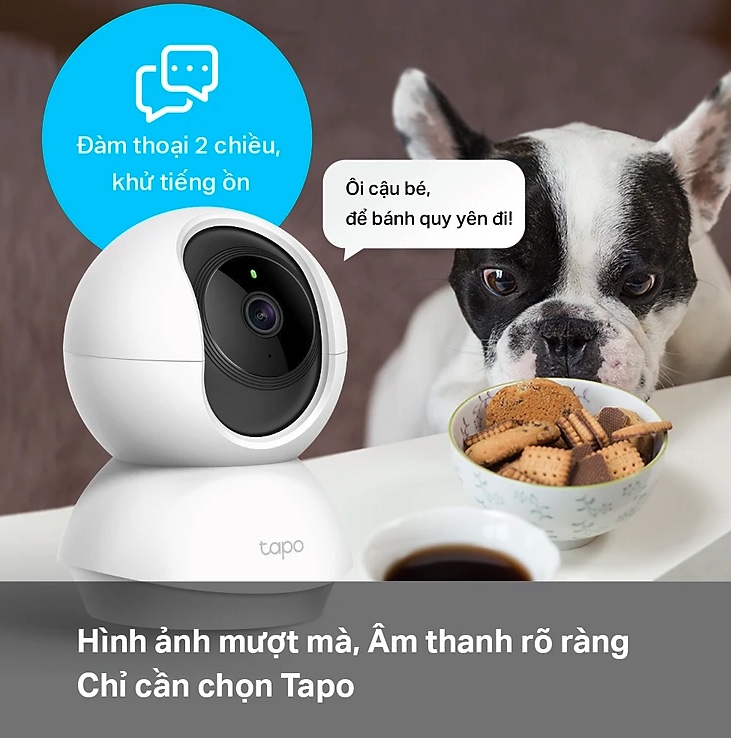 Đàm thoại 2 chiều,
khử tiếng ồn
Ôi cậu bé,
để bánh quy yên đi!
tapo
Hình ảnh mượt mà, Âm thanh rõ ràng
Chỉ cần chọn Tapo